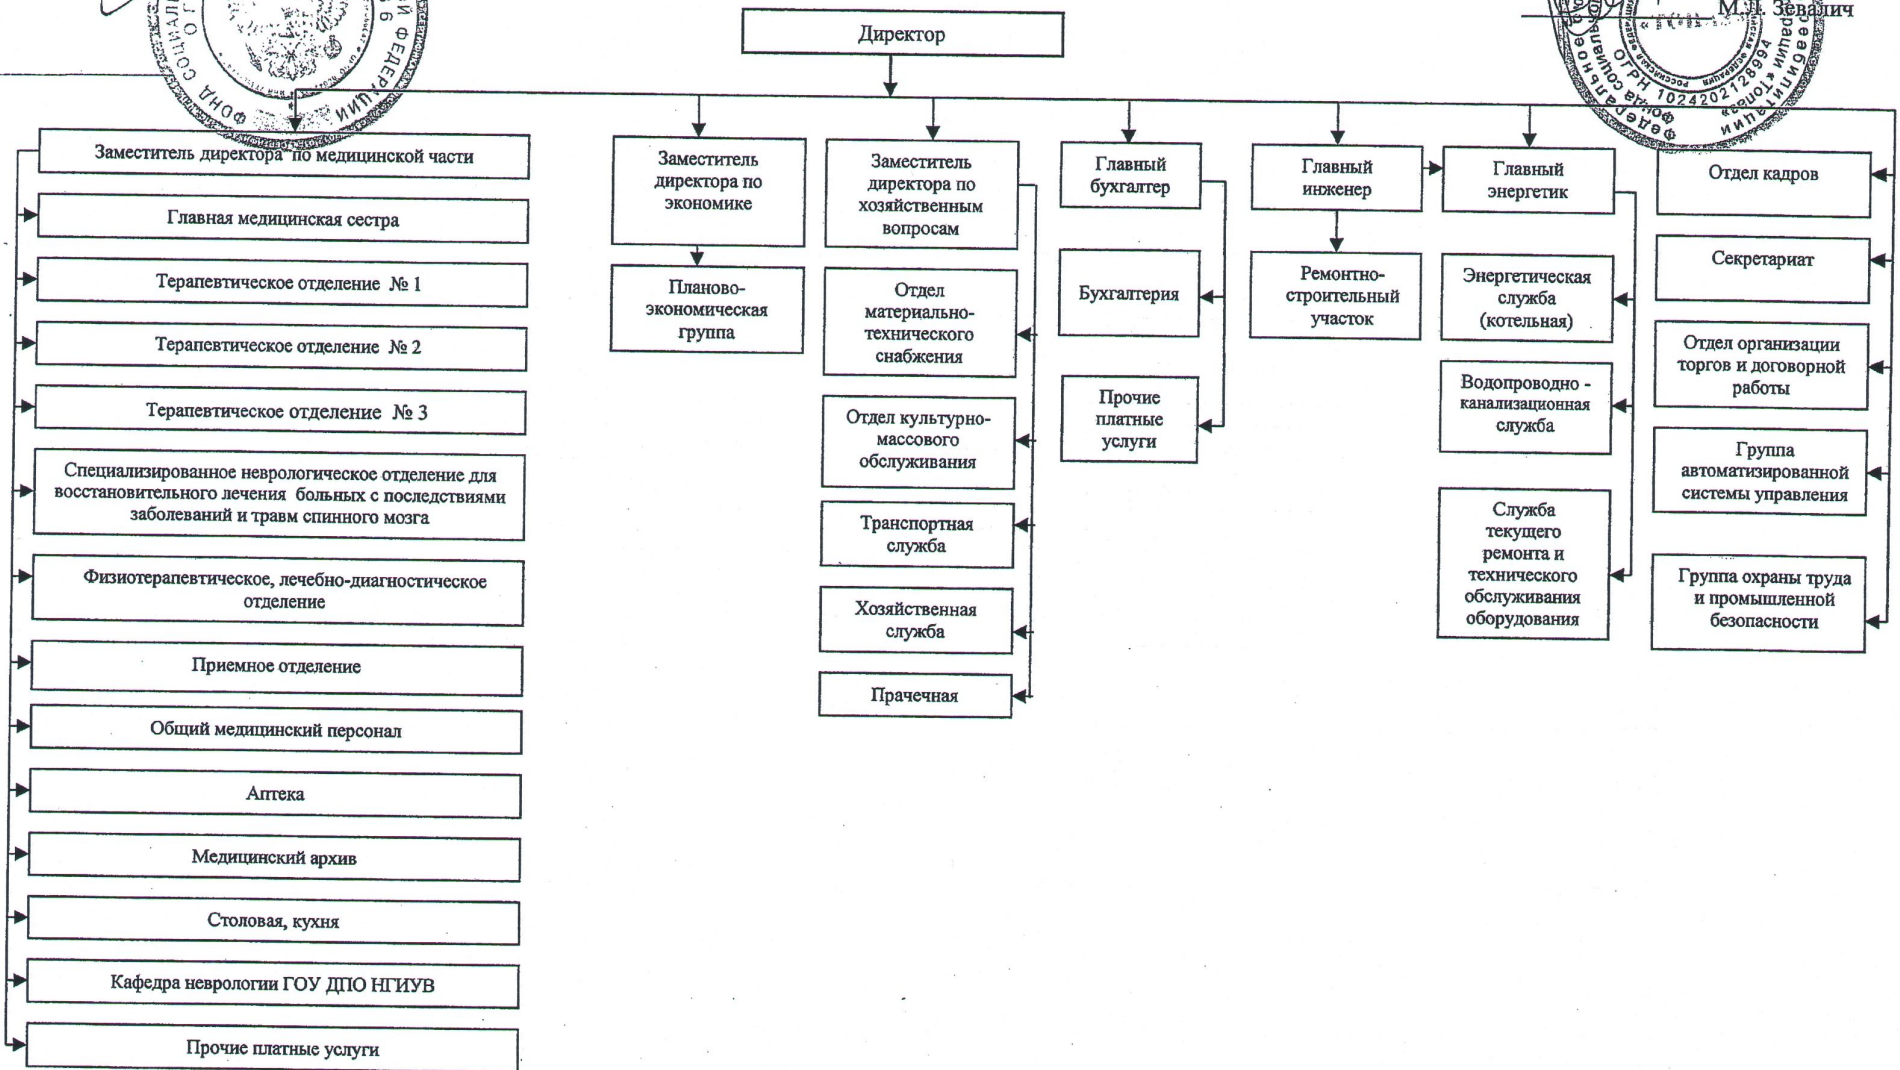 М.Л. Зевалич
ФОНД СОЦИАЛЬ
ФЕДЕРАЦИИ
ОГРН 1024202128994
Директор
Заместитель директора по медицинской части
Главная медицинская сестра
Терапевтическое отделение № 1
Терапевтическое отделение № 2
Терапевтическое отделение № 3
Специализированное неврологическое отделение для
восстановительного лечения больных с последствиями
заболеваний и травм спинного мозга
Физиотерапевтическое, лечебно-диагностическое
отделение
Приемное отделение
Общий медицинский персонал
Аптека
Медицинский архив
Столовая, кухня
Кафедра неврологии ГОУ ДПО НГИУВ
Прочие платные услуги
Заместитель
директора по
экономике
Планово-
экономическая
группа
Заместитель
директора по
хозяйственным
вопросам
Отдел
материально-
технического
снабжения
Отдел культурно-
массового
обслуживания
Транспортная
служба
Хозяйственная
служба
Прачечная
Главный
бухгалтер
Бухгалтерия
Прочие
платные
услуги
Главный
инженер
Ремонтно-
строительный
участок
Главный
энергетик
Энергетическая
служба
(котельная)
Водопроводно -
канализационная
служба
Служба
текущего
ремонта и
технического
обслуживания
оборудования
Отдел кадров
Секретариат
Отдел организации
торгов и договорной
работы
Группа
автоматизированной
системы управления
Группа охраны труда
и промышленной
безопасности